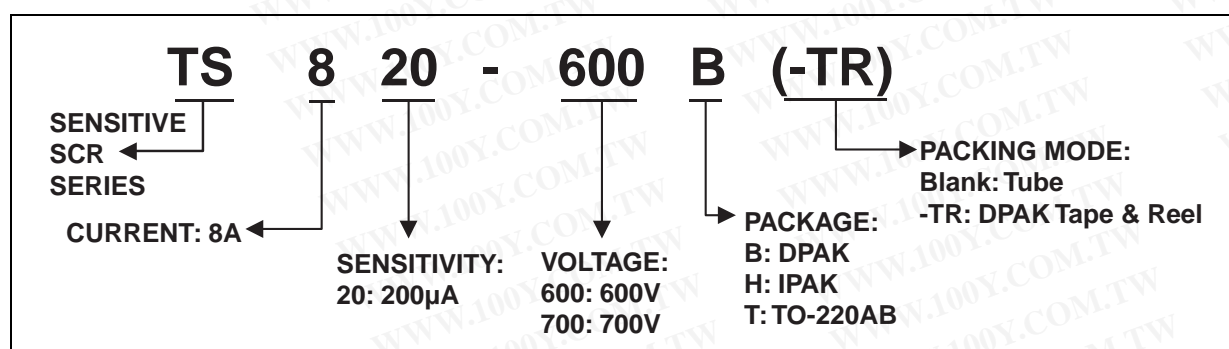 TS 8 20 - 600 B (-TR)
SENSITIVE
SCR
SERIES
CURRENT: 8A
SENSITIVITY:
20: 200µA
VOLTAGE:
600: 600V
700: 700V
PACKAGE:
B: DPAK
H: IPAK
T: TO-220AB
PACKING MODE:
Blank: Tube
-TR: DPAK Tape & Reel
WWW.100Y.COM.TW